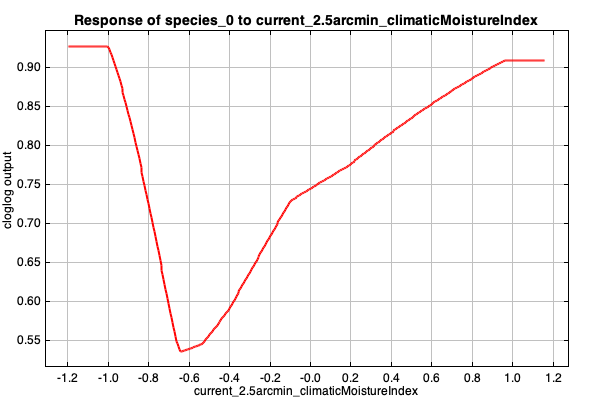 Response of species_0 to current_2.5arcmin_climaticMoistureIndex
cloglog output
0.90
0.85
0.80
0.75
0.70
0.65
0.60
0.55
-1.2 -1.0 -0.8 -0.6 -0.4 -0.2 -0.0 0.2 0.4 0.6 0.8 1.0 1.2
current_2.5arcmin_climaticMoistureIndex